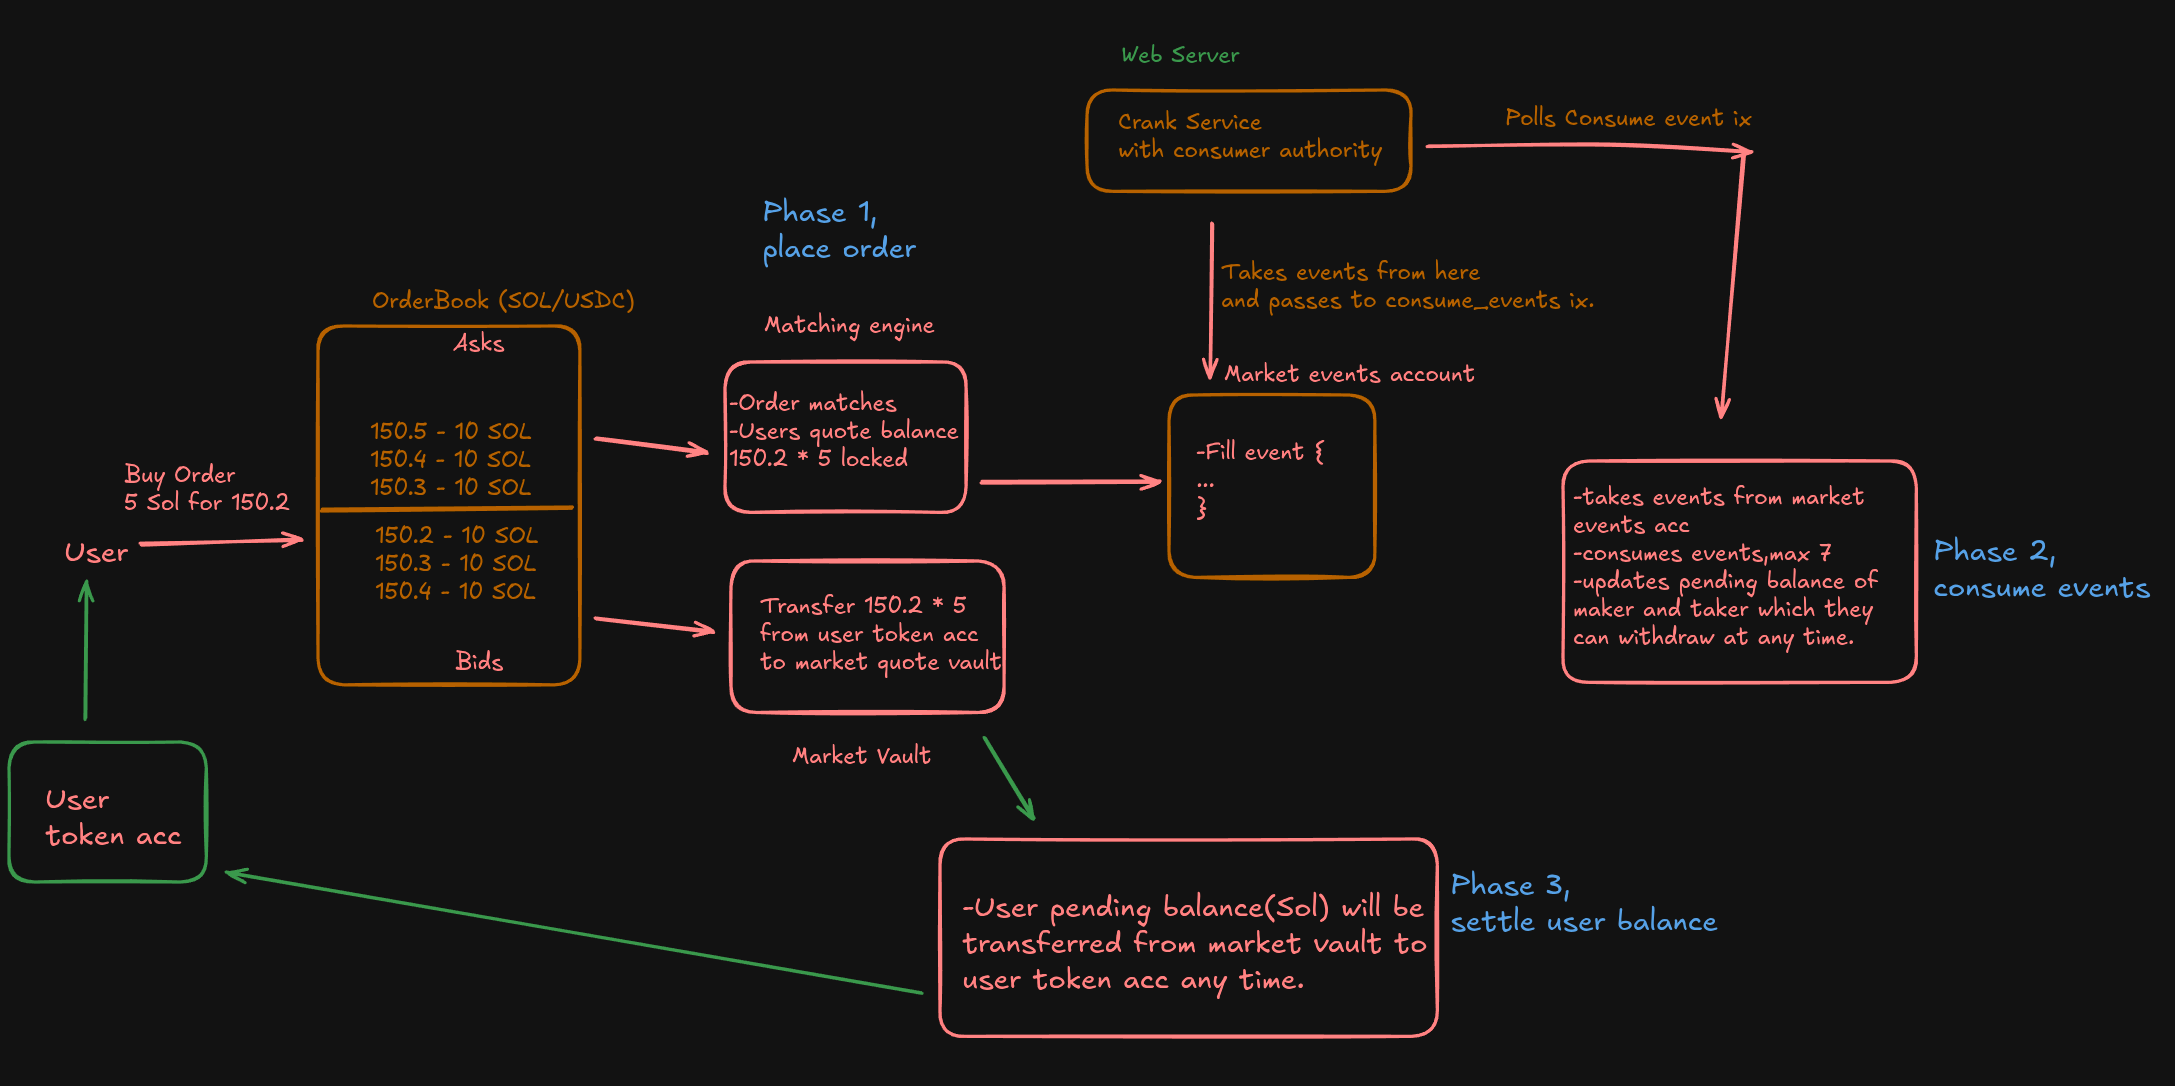 Web Server
Crank Service
with consumer authority
Polls Consume event ix
Phase 1,
place order
Takes events from here
and passes to consume_events ix.
OrderBook (SOL/USDC)
Asks
150.5 - 10 SOL
150.4 - 10 SOL
150.3 - 10 SOL
150.2 - 10 SOL
150.3 - 10 SOL
150.4 - 10 SOL
Bids
Buy Order
5 Sol for 150.2
User
Matching engine
-Order matches
-Users quote balance
150.2 * 5 locked
Market events account
-Fill event {
...
}
Transfer 150.2 * 5
from user token acc
to market quote vault
Market Vault
-takes events from market
events acc
-consumes events,max 7
-updates pending balance of
maker and taker which they
can withdraw at any time.
Phase 2,
consume events
User
token acc
-User pending balance(Sol) will be
transferred from market vault to
user token acc any time.
Phase 3,
settle user balance